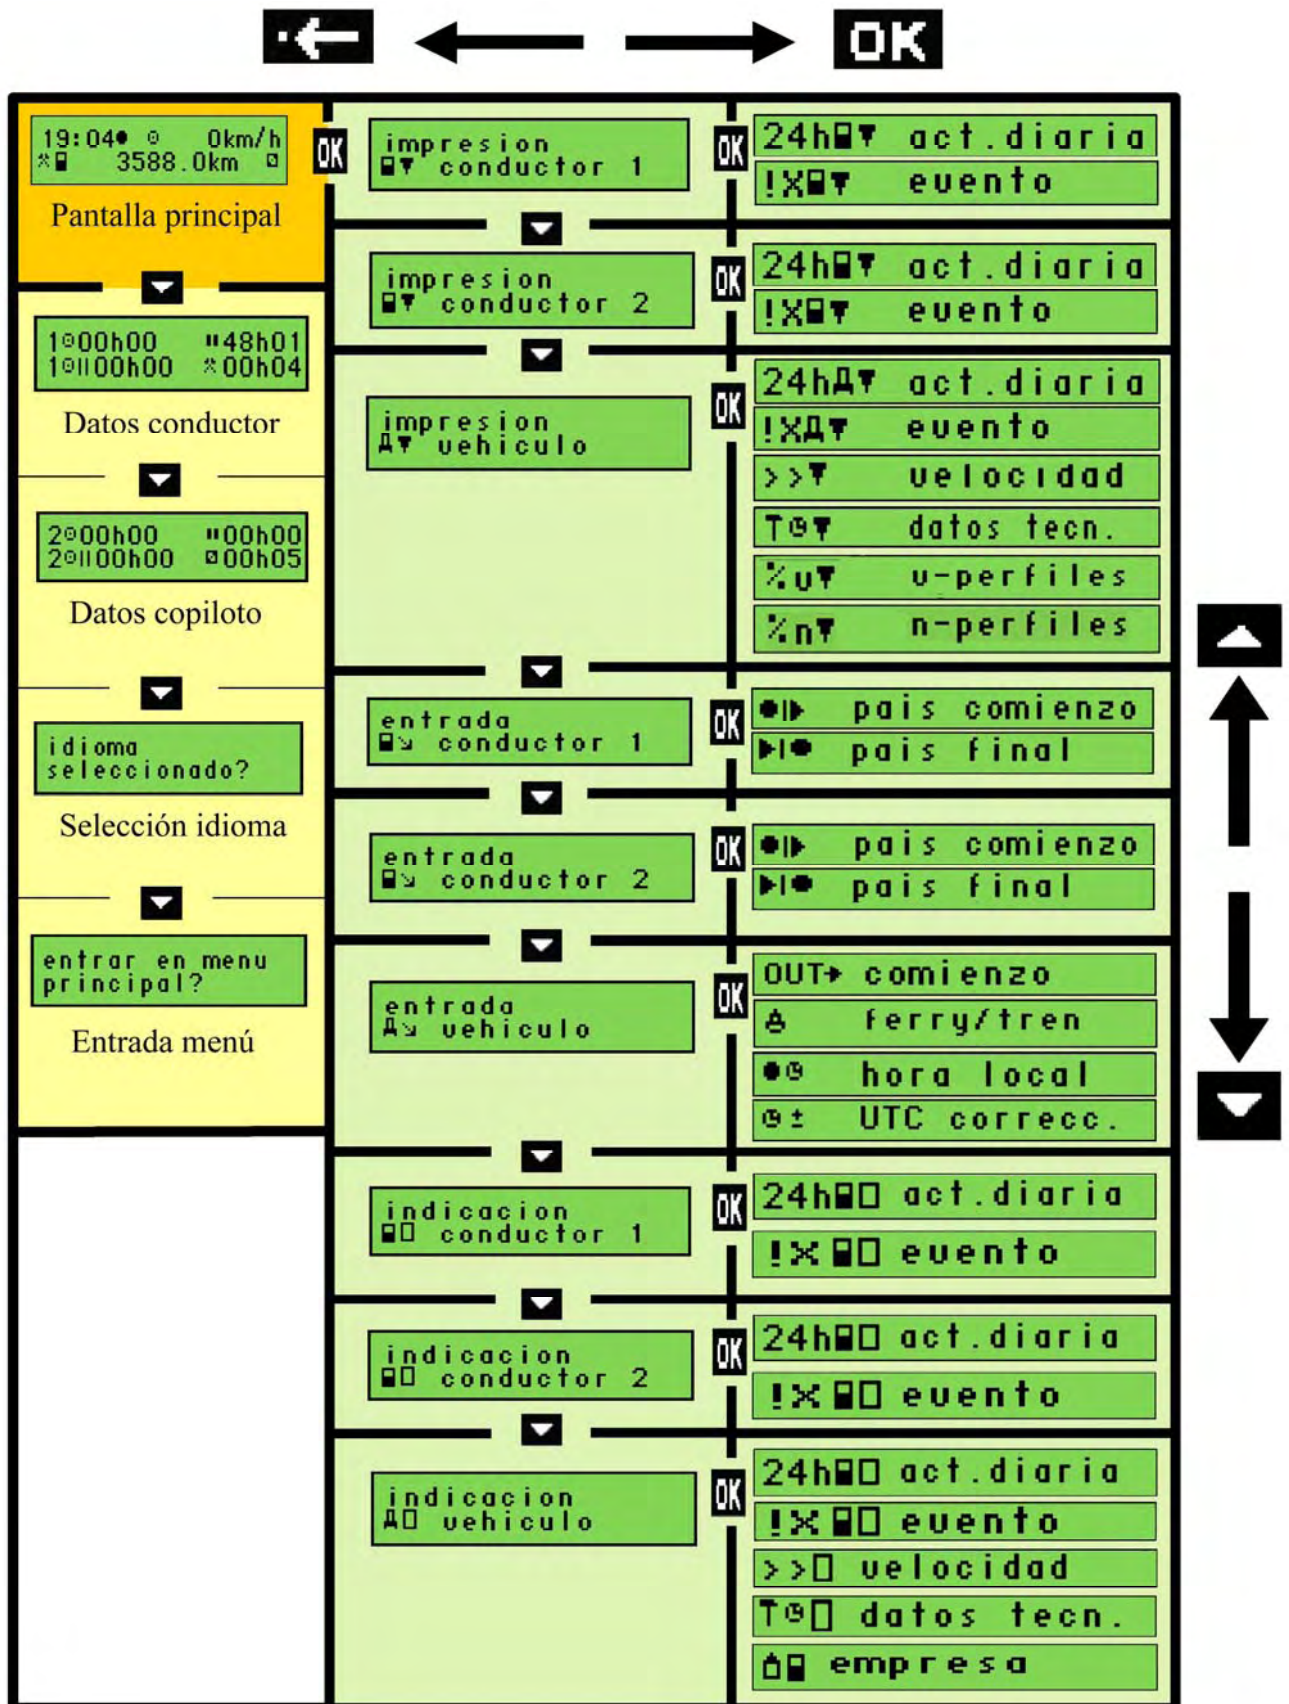 OK
19:04 0km/h
3588.0km
Pantalla principal
1 00h00 48h01
1 00h00 00h04
Datos conductor
2 00h00 00h00
2 00h00 00h05
Datos copiloto
idioma
seleccionado?
Selección idioma
entrar en menu
principal?
Entrada menú
OK
impresion
conductor 1
OK
24h act.diaria
!X evento
impresion
conductor 2
OK
24h act.diaria
!X evento
impresion
vehiculo
OK
24h act.diaria
!X evento
>> velocidad
T datos tecn.
%v v-perfiles
%n n-perfiles
entrada
conductor 1
OK
pais comienzo
pais final
entrada
conductor 2
OK
pais comienzo
pais final
entrada
vehiculo
OK
OUT→ comienzo
ferry/tren
hora local
± UTC correcc.
indicacion
conductor 1
OK
24h act.diaria
!X evento
indicacion
conductor 2
OK
24h act.diaria
!X evento
indicacion
vehiculo
OK
24h act.diaria
!X evento
>> velocidad
T datos tecn.
empresa